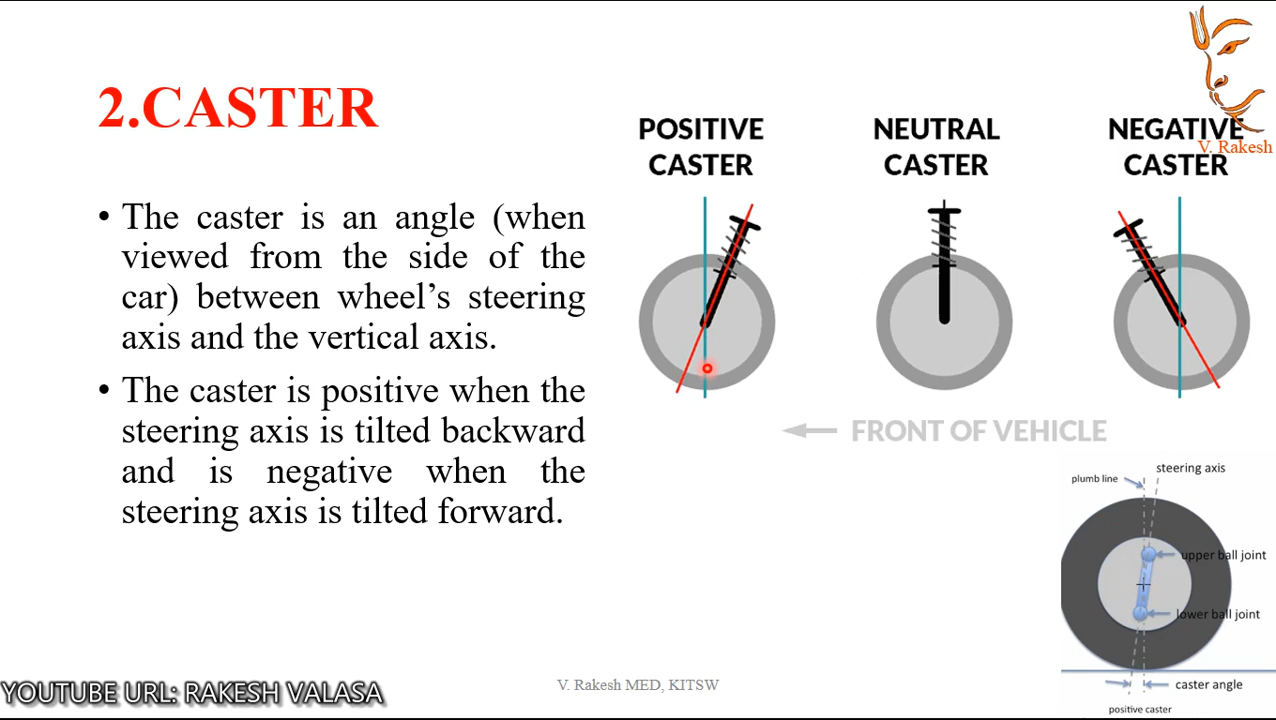 2.CASTER
• The caster is an angle (when
viewed from the side of the
car) between wheel’s steering
axis and the vertical axis.
• The caster is positive when the
steering axis is tilted backward
and is negative when the
steering axis is tilted forward.
POSITIVE
CASTER
NEUTRAL
CASTER
NEGATIVE
CASTER
V. Rakesh
FRONT OF VEHICLE
steering axis
plumb line
upper ball joint
lower ball joint
caster angle
positive caster
YOUTUBE URL: RAKESH VALASA
V. Rakesh MED, KITSW